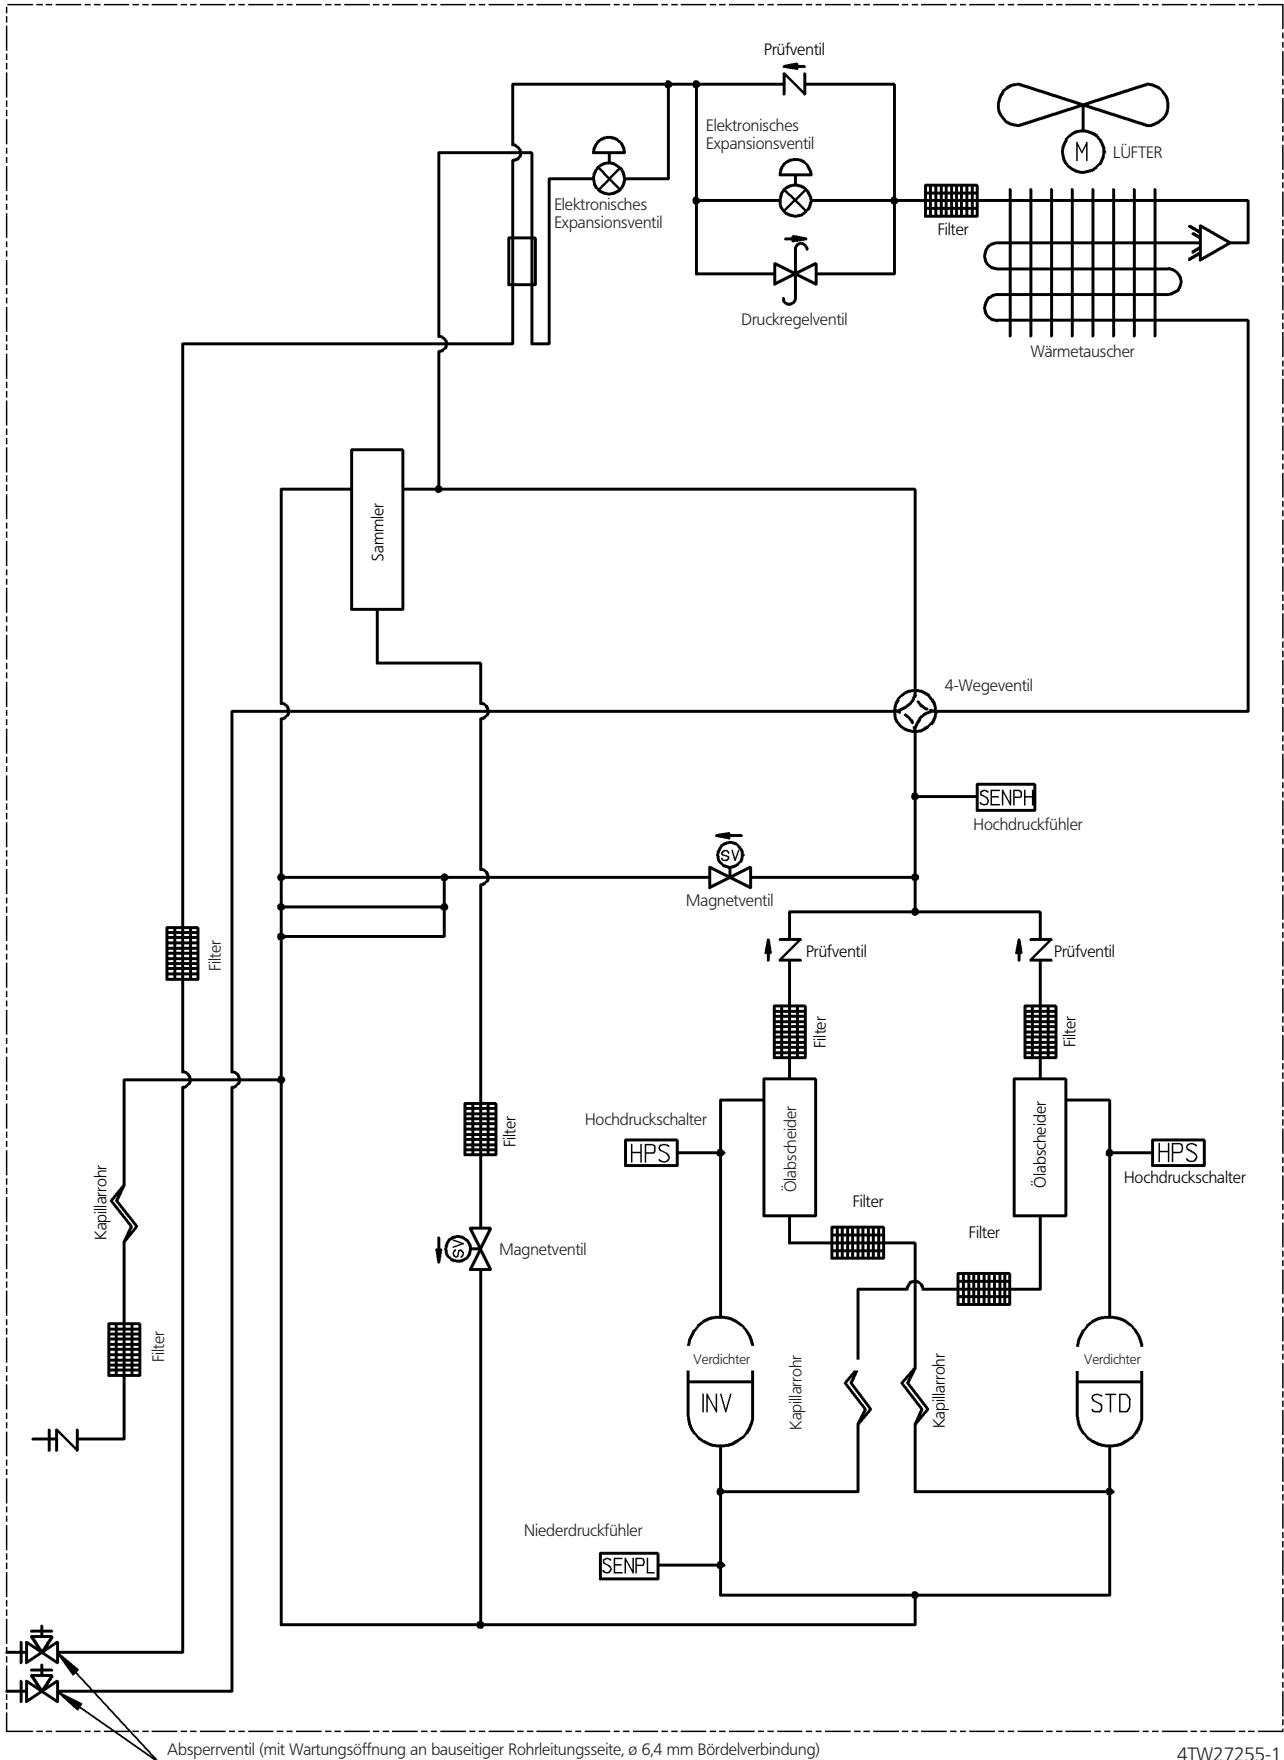 Prüfventil
Elektronisches
Expansionsventil
M
LÜFTER
Elektronisches
Expansionsventil
Filter
Druckregelventil
Wärmetauscher
Sammler
4-Wegeventil
SENPH
Hochdruckfühler
SV
Magnetventil
Filter
Prüfventil
Prüfventil
Filter
Filter
Hochdruckschalter
HPS
Ölabscheider
Ölabscheider
HPS
Hochdruckschalter
Filter
Kapillarrohr
Filter
Filter
SV
Magnetventil
Filter
Verdichter
INV
Kapillarrohr
Kapillarrohr
Verdichter
STD
Niederdruckfühler
SENPL
Absperrventil (mit Wartungsöffnung an bauseitiger Rohrleitungsseite, ø 6,4 mm Bördelverbindung)
4TW27255-1